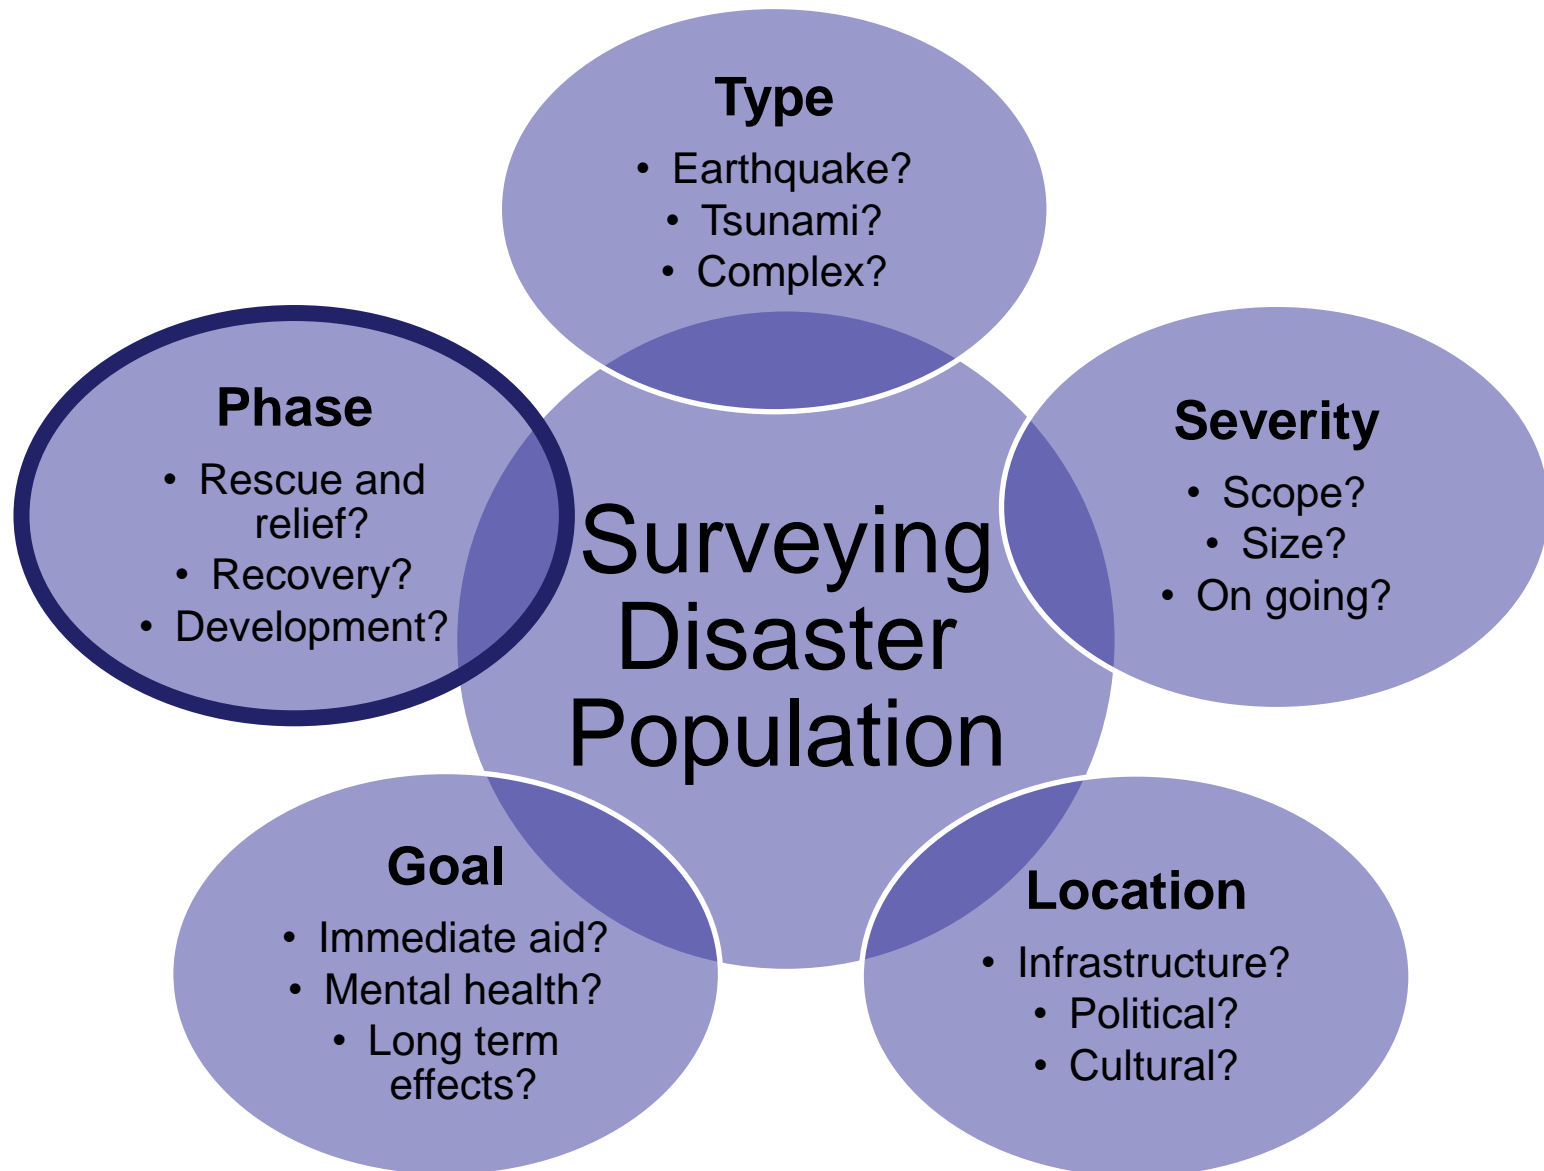 Type
• Earthquake?
• Tsunami?
• Complex?
Phase
• Rescue and
relief?
• Recovery?
• Development?
Severity
• Scope?
• Size?
• On going?
Surveying
Disaster
Population
Goal
• Immediate aid?
• Mental health?
• Long term
effects?
Location
• Infrastructure?
• Political?
• Cultural?